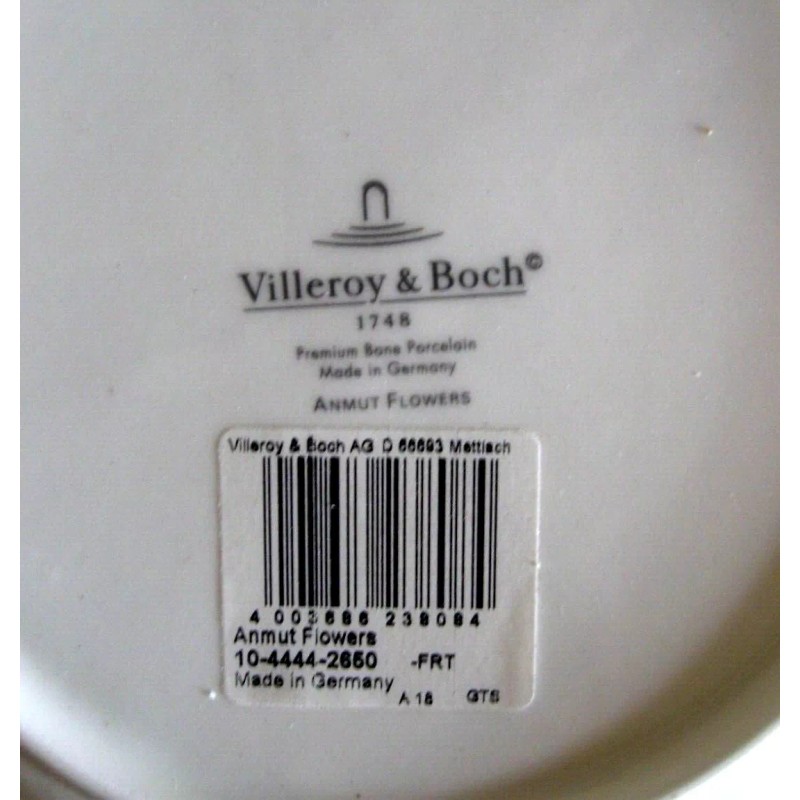 Villeroy & Boch©
1748
Premium Bone Porcelain
Made in Germany
ANMUT FLOWERS
Villeroy & Boch AG D 66693 Mettlach
4 003686 238084
Anmut Flowers
10-4444-2650 -FRT
Made in Germany
A 18 GTS